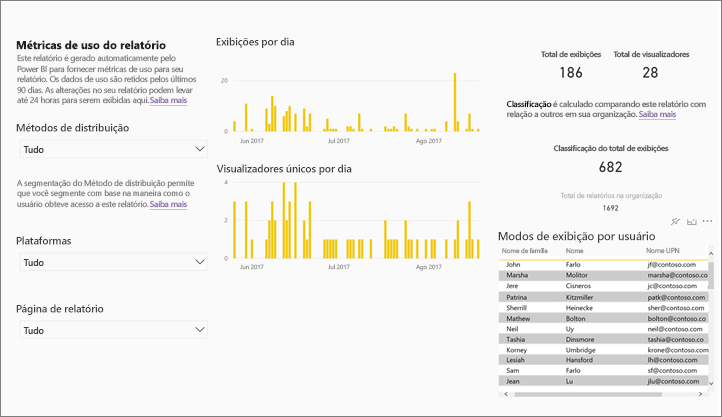 Métricas de uso do relatório
Este relatório é gerado automaticamente pelo
Power BI para fornecer métricas de uso para seu
relatório. Os dados de uso são retidos pelos últimos
90 dias. As alterações no seu relatório podem levar
até 24 horas para serem exibidas aqui. Saiba mais
Métodos de distribuição
Tudo
A segmentação do Método de distribuição permite
que você segmente com base na maneira como o
usuário obteve acesso a este relatório. Saiba mais
Plataformas
Tudo
Página de relatório
Tudo
Exibições por dia
20
0
Jun 2017 Jul 2017 Ago 2017
Visualizadores únicos por dia
4
2
0
Jun 2017 Jul 2017 Ago 2017
Total de exibições Total de visualizadores
186 28
Classificação é calculado comparando este relatório com
relação a outros em sua organização. Saiba mais
Classificação do total de exibições
682
Total de relatórios na organização
1692
Modos de exibição por usuário
Nome de família Nome Nome UPN
John Farlo jf@contoso.com
Marsha Molitor marsha@contoso.co
Jere Cisneros jc@contoso.com
Patrina Kitzmiller patk@contoso.com
Sherrill Heinecke sher@contoso.com
Mathew Bolton bolton@contoso.com
Neil Uy neil@contoso.com
Tashia Dinsmore tashia@contoso.co
Korney Umbridge krone@contoso.com
Lesiah Hansford lh@contoso.com
Sam Farlo sf@contoso.com
Jean Lu jlu@contoso.com